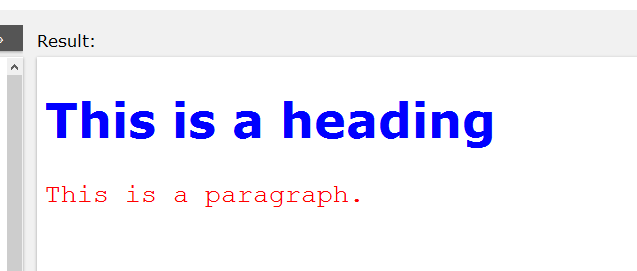 Result:
This is a heading
This is a paragraph.